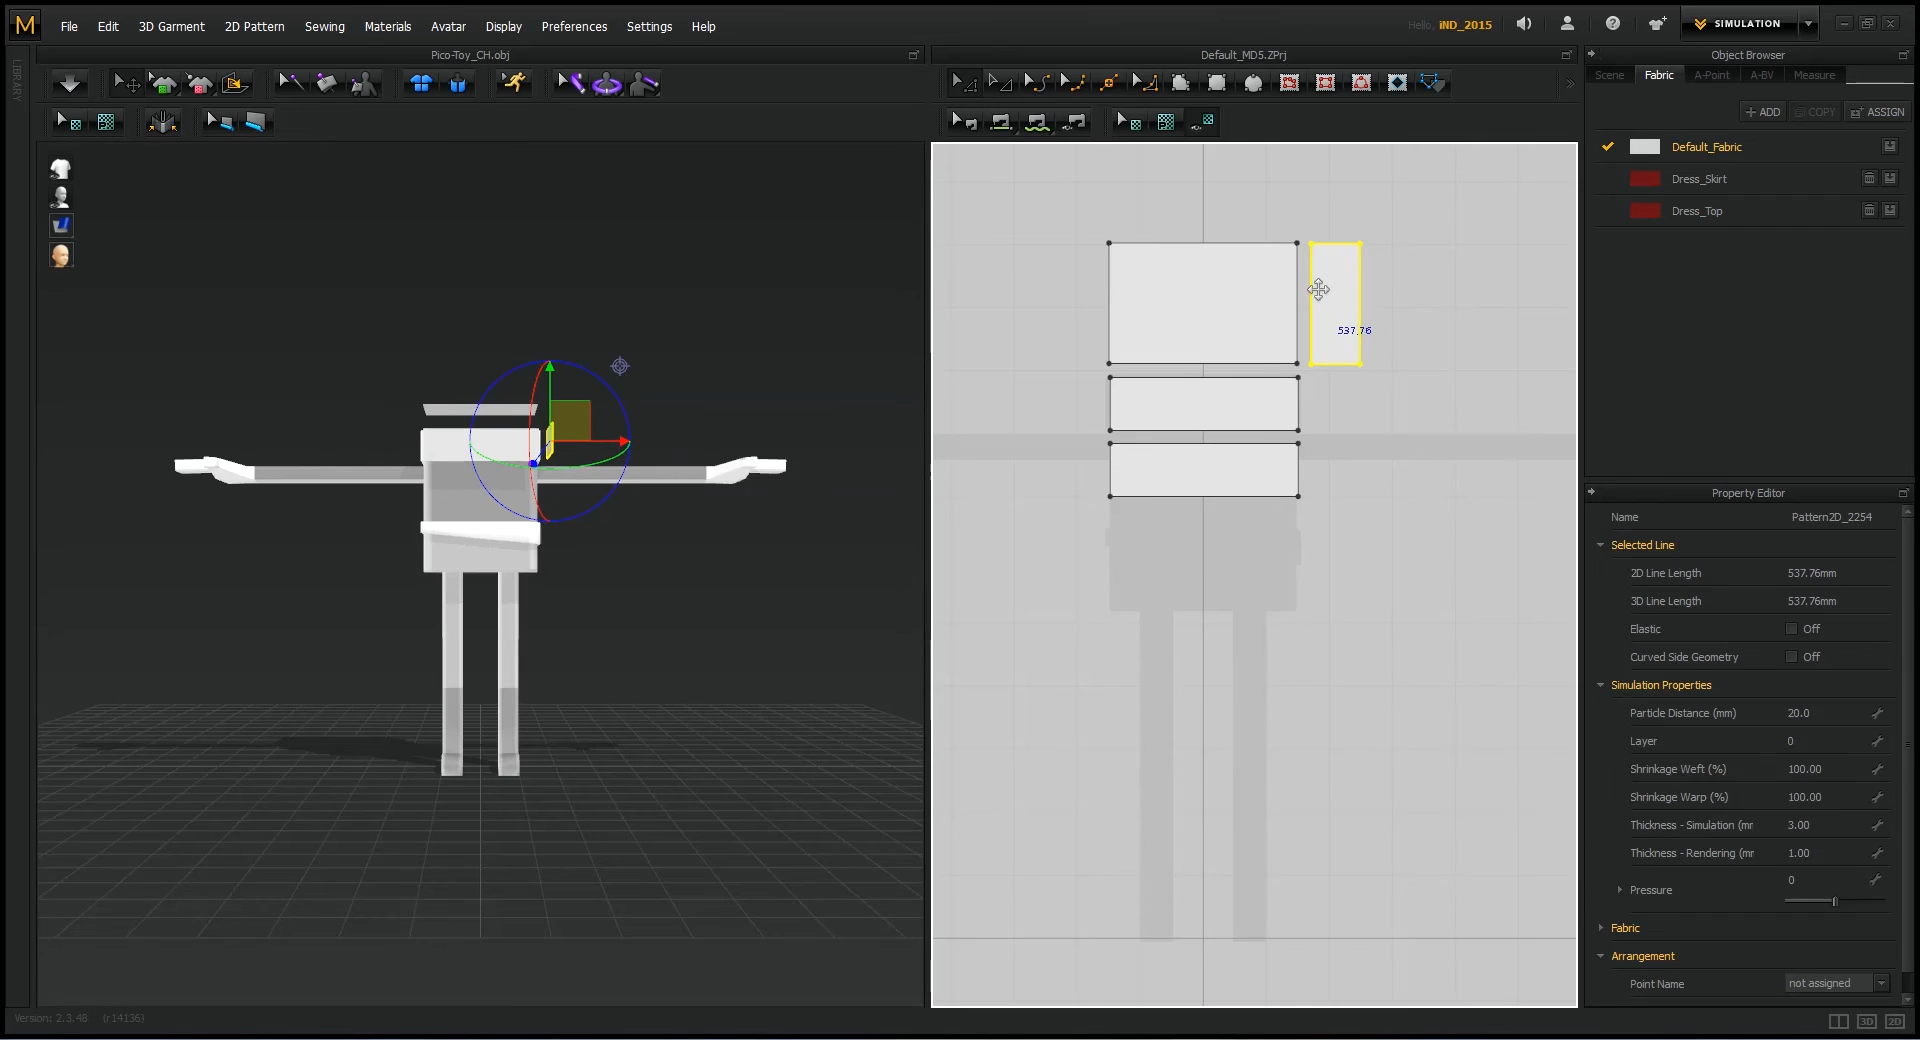 M File Edit 3D Garment 2D Pattern Sewing Materials Avatar Display Preferences Settings Help Hello, iND_2015 SIMULATION
LIBRARY
Pico-Toy_CH.obj
Default_MD5.ZPrj
Object Browser
Scene Fabric A-Point A-BV Measure
+ ADD COPY ASSIGN
Default_Fabric
Dress_Skirt
Dress_Top
537.76
Property Editor
Name Pattern2D_2254
Selected Line
2D Line Length 537.76mm
3D Line Length 537.76mm
Elastic Off
Curved Side Geometry Off
Simulation Properties
Particle Distance (mm) 20.0
Layer 0
Shrinkage Weft (%) 100.00
Shrinkage Warp (%) 100.00
Thickness - Simulation (mr 3.00
Thickness - Rendering (mr 1.00
Pressure 0
Fabric
Arrangement
Point Name not assigned
Version: 2.3.48 (r14136)
3D 2D